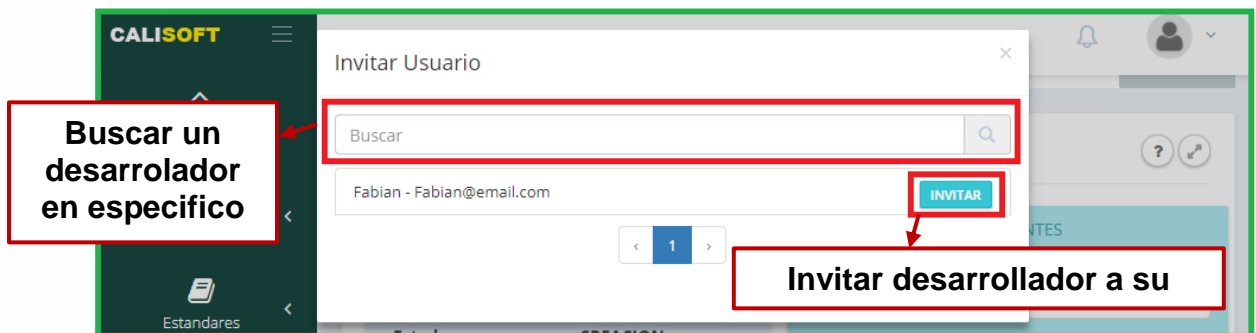 CALISOFT
Invitar Usuario
×
Buscar
Buscar un
desarrolador
en especifico
?
Fabian - Fabian@email.com
INVITAR
‹ 1 ›
NTES
Invitar desarrollador a su
Estandares